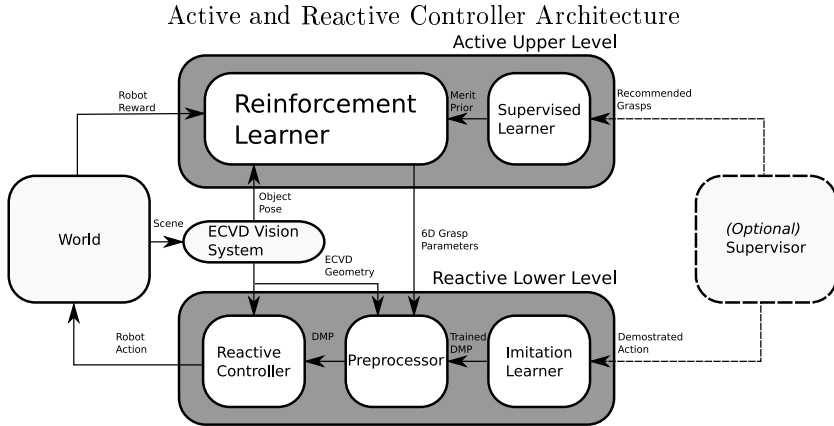 Active and Reactive Controller Architecture
Active Upper Level
Robot
Reward
Reinforcement
Learner
Merit
Prior
Supervised
Learner
Recommended
Grasps
Object
Pose
World
Scene
ECVD Vision
System
6D Grasp
Parameters
(Optional)
Supervisor
ECVD
Geometry
Reactive Lower Level
Robot
Action
Reactive
Controller
DMP
Preprocessor
Trained
DMP
Imitation
Learner
Demostrated
Action